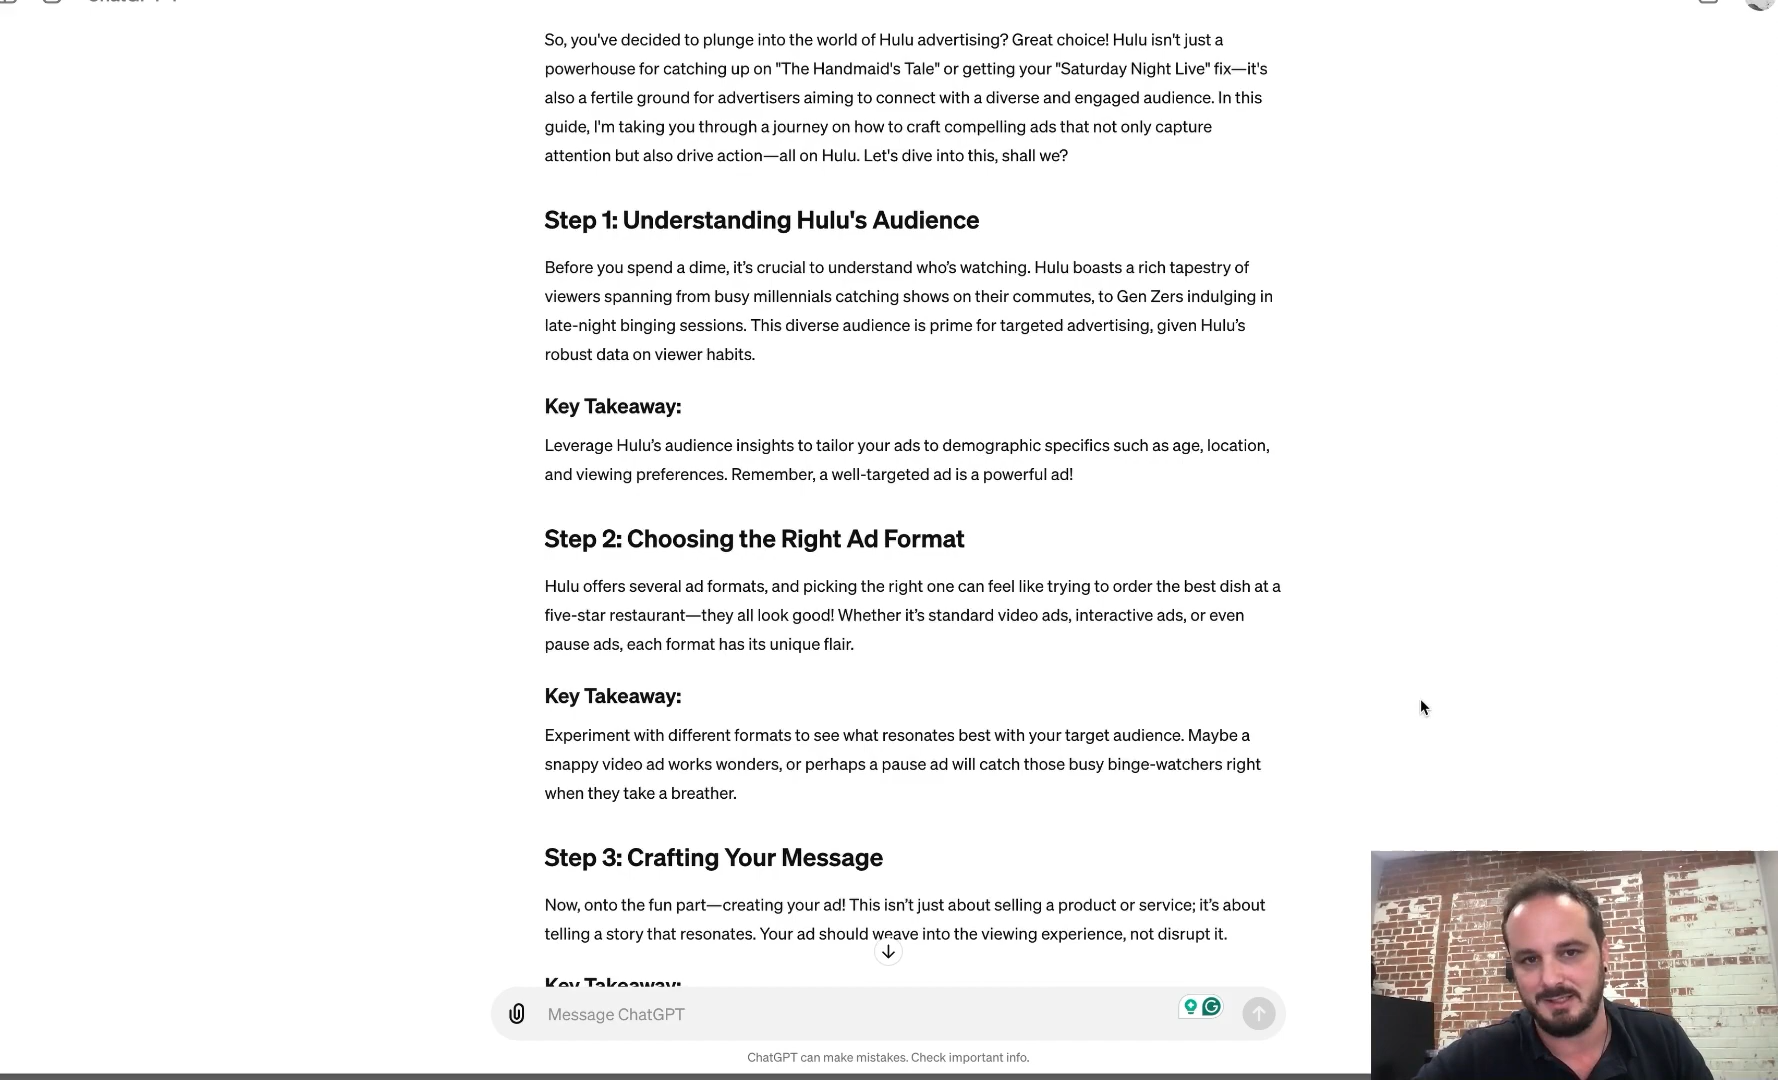 So, you've decided to plunge into the world of Hulu advertising? Great choice! Hulu isn't just a
powerhouse for catching up on "The Handmaid's Tale" or getting your "Saturday Night Live" fix—it's
also a fertile ground for advertisers aiming to connect with a diverse and engaged audience. In this
guide, I'm taking you through a journey on how to craft compelling ads that not only capture
attention but also drive action—all on Hulu. Let's dive into this, shall we?
Step 1: Understanding Hulu's Audience
Before you spend a dime, it’s crucial to understand who’s watching. Hulu boasts a rich tapestry of
viewers spanning from busy millennials catching shows on their commutes, to Gen Zers indulging in
late-night binging sessions. This diverse audience is prime for targeted advertising, given Hulu’s
robust data on viewer habits.
Key Takeaway:
Leverage Hulu’s audience insights to tailor your ads to demographic specifics such as age, location,
and viewing preferences. Remember, a well-targeted ad is a powerful ad!
Step 2: Choosing the Right Ad Format
Hulu offers several ad formats, and picking the right one can feel like trying to order the best dish at a
five-star restaurant—they all look good! Whether it’s standard video ads, interactive ads, or even
pause ads, each format has its unique flair.
Key Takeaway:
Experiment with different formats to see what resonates best with your target audience. Maybe a
snappy video ad works wonders, or perhaps a pause ad will catch those busy binge-watchers right
when they take a breather.
Step 3: Crafting Your Message
Now, onto the fun part—creating your ad! This isn’t just about selling a product or service; it’s about
telling a story that resonates. Your ad should weave into the viewing experience, not disrupt it.
Key Takeaway:
Message ChatGPT
ChatGPT can make mistakes. Check important info.